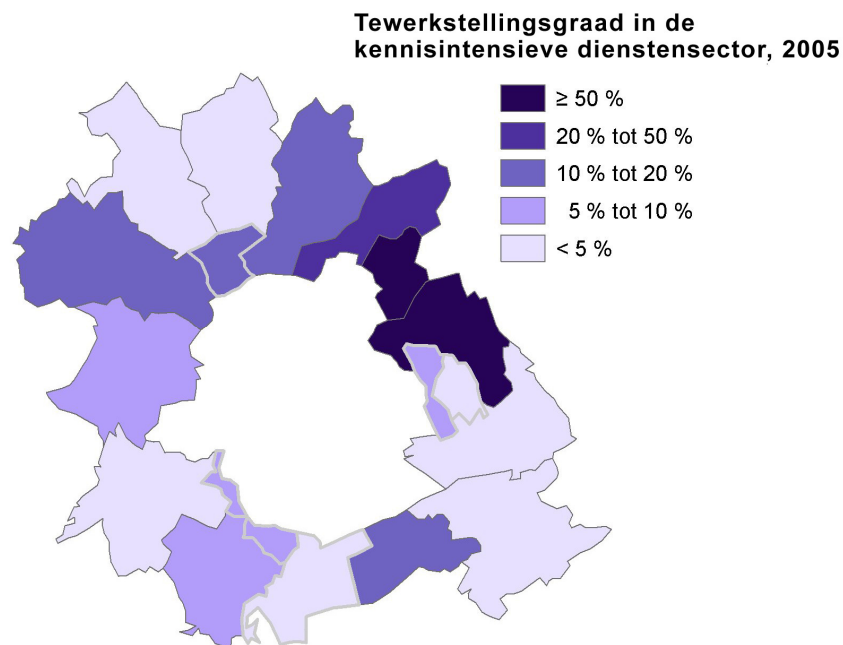 Tewerkstellingsgraad in de
kennisintensieve dienstensector, 2005
≥ 50 %
20 % tot 50 %
10 % tot 20 %
5 % tot 10 %
< 5 %